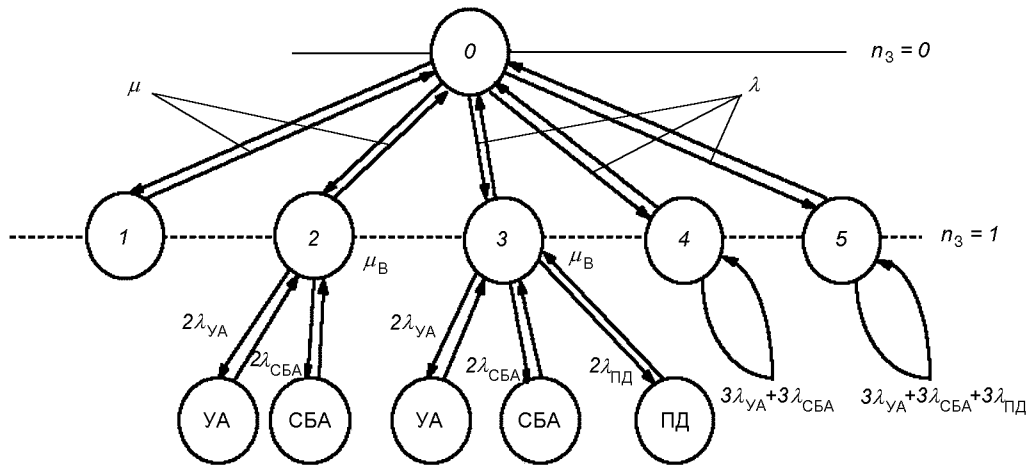 0
n₃ = 0
μ
λ
1
2
3
4
5
n₃ = 1
μ_В
μ_В
2λ_УА
2λ_СБА
2λ_УА
2λ_СБА
2λ_ПД
3λ_УА+3λ_СБА
3λ_УА+3λ_СБА+3λ_ПД
УА
СБА
УА
СБА
ПД